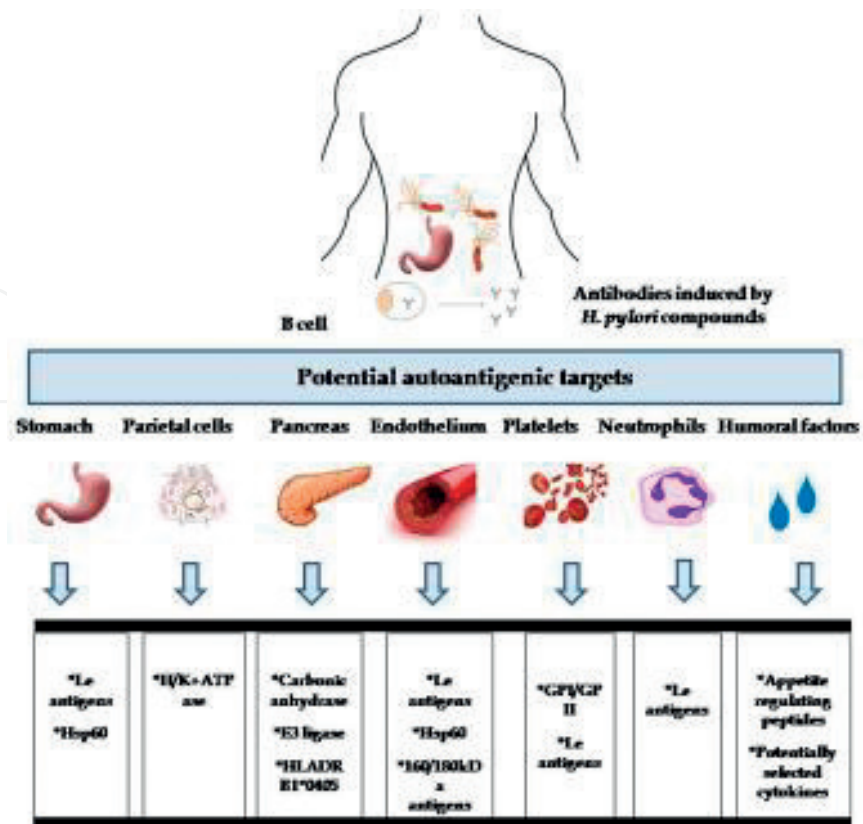 B cell
Antibodies induced by
H. pylori compounds
Potential autoantigenic targets
Stomach
Parietal cells
Pancreas
Endothelium
Platelets
Neutrophils
Humoral factors
*Le
antigens
*Hsp60
*H/K+ATP
ase
*Carbonic
anhydrase
*E3 ligase
*HLADR
B1*0405
*Le
antigens
*Hsp60
*160/180kD
a
antigens
*GPI/GP
II
*Le
antigens
*Le
antigens
*Appetite
regulating
peptides
*Potentially
selected
cytokines